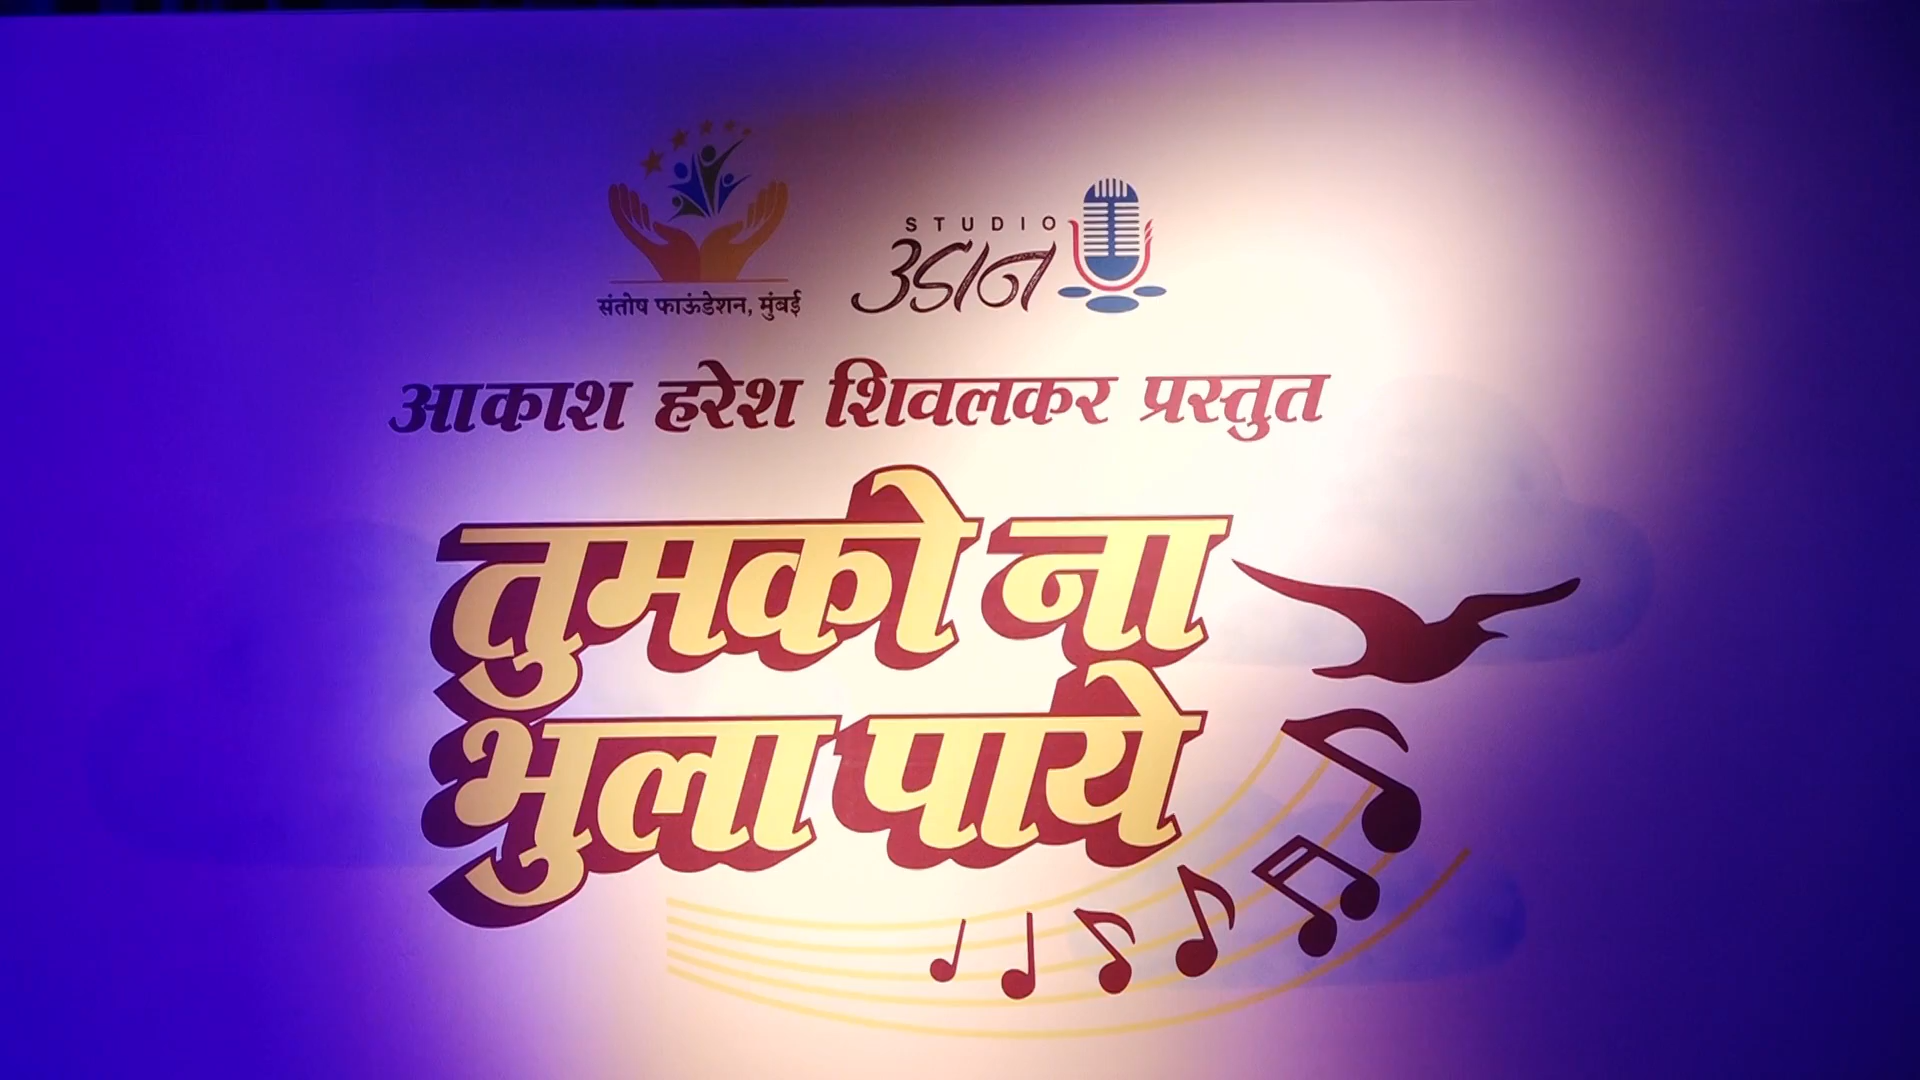 संतोष फाऊंडेशन, मुंबई
STUDIO
उडान
आकाश हरेश शिवलकर प्रस्तुत
तुमको ना
भुला पाये